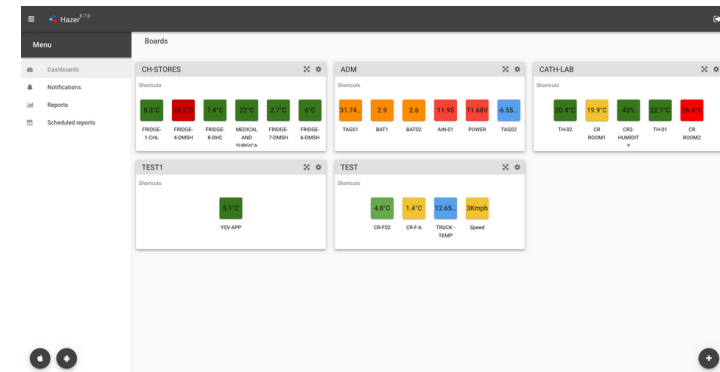 Hazer 0.7.0
Menu
Dashboards
Notifications
Reports
Scheduled reports
Boards
CH-STORES
Shortcuts
5.3°C
7.4°C
22°C
2.7°C
6°C
FRIDGE-1-CHL
FRIDGE-4-DMSH
FRIDGE-8-DHC
MEDICAL AND
FRIDGE-7-DMSH
FRIDGE-6-DMSH
ADM
Shortcuts
31.74...
2.9
2.6
11.95
11.68V
-6.55...
TAG01
BAT1
BAT02
AIN-01
POWER
TAG02
CATH-LAB
Shortcuts
20.4°C
19.9°C
43%
22.1°C
26.4°C
TH-02
CR ROOM1
CR2-HUMIDITY
TH-01
CR ROOM2
TEST1
Shortcuts
5.1°C
YSV-APP
TEST
Shortcuts
4.8°C
1.4°C
12.65...
3Kmph
CR-F02
CR-F-6
TRUCK - TEMP
Speed